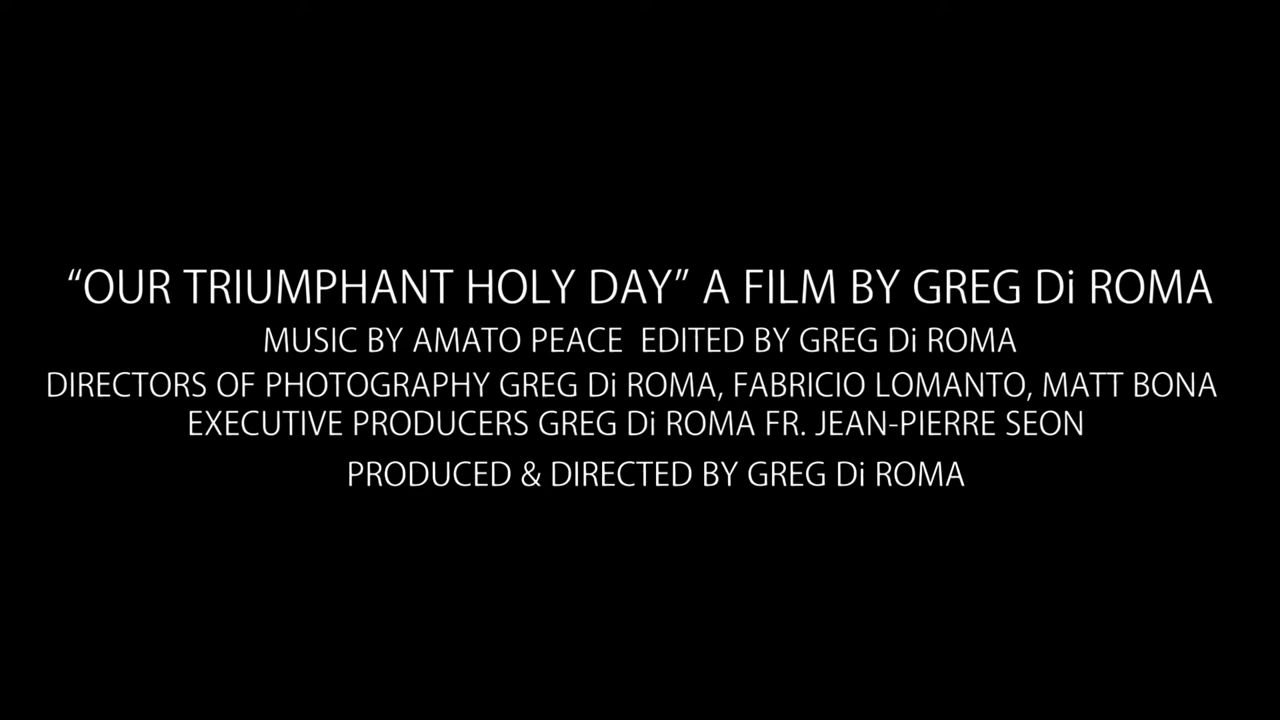 “OUR TRIUMPHANT HOLY DAY” A FILM BY GREG Di ROMA
MUSIC BY AMATO PEACE EDITED BY GREG Di ROMA
DIRECTORS OF PHOTOGRAPHY GREG Di ROMA, FABRICIO LOMANTO, MATT BONA
EXECUTIVE PRODUCERS GREG Di ROMA FR. JEAN-PIERRE SEON
PRODUCED & DIRECTED BY GREG Di ROMA